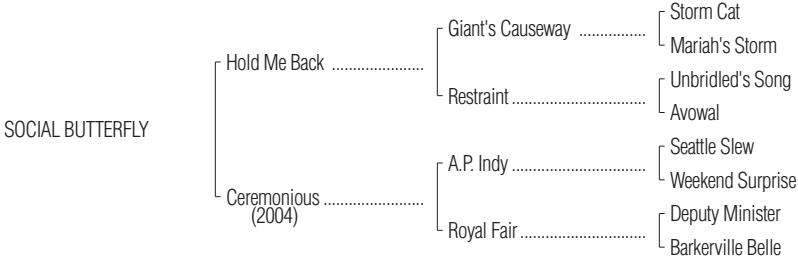 SOCIAL BUTTERFLY
Hold Me Back ......................
Ceremonious ........................
(2004)
Giant's Causeway ................
Restraint ................................
A.P. Indy ................................
Royal Fair ..............................
Storm Cat
Mariah's Storm
Unbridled's Song
Avowal
Seattle Slew
Weekend Surprise
Deputy Minister
Barkerville Belle